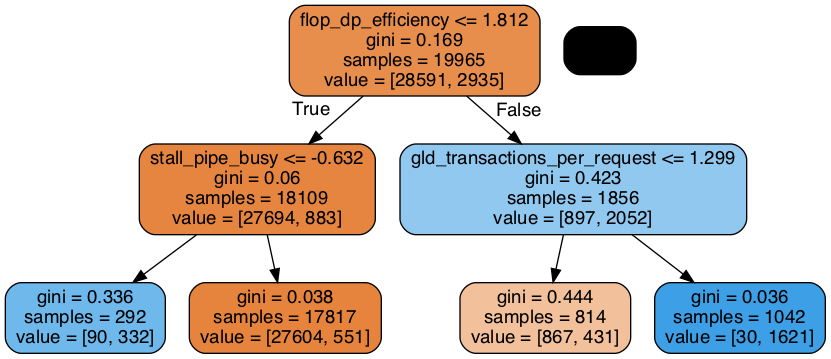 flop_dp_efficiency <= 1.812
gini = 0.169
samples = 19965
value = [28591, 2935]
True
False
stall_pipe_busy <= -0.632
gini = 0.06
samples = 18109
value = [27694, 883]
gld_transactions_per_request <= 1.299
gini = 0.423
samples = 1856
value = [897, 2052]
gini = 0.336
samples = 292
value = [90, 332]
gini = 0.038
samples = 17817
value = [27604, 551]
gini = 0.444
samples = 814
value = [867, 431]
gini = 0.036
samples = 1042
value = [30, 1621]